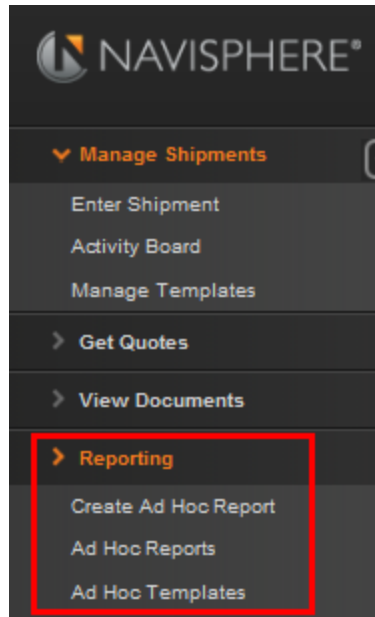 NAVISPHERE®
Manage Shipments
Enter Shipment
Activity Board
Manage Templates
Get Quotes
View Documents
Reporting
Create Ad Hoc Report
Ad Hoc Reports
Ad Hoc Templates